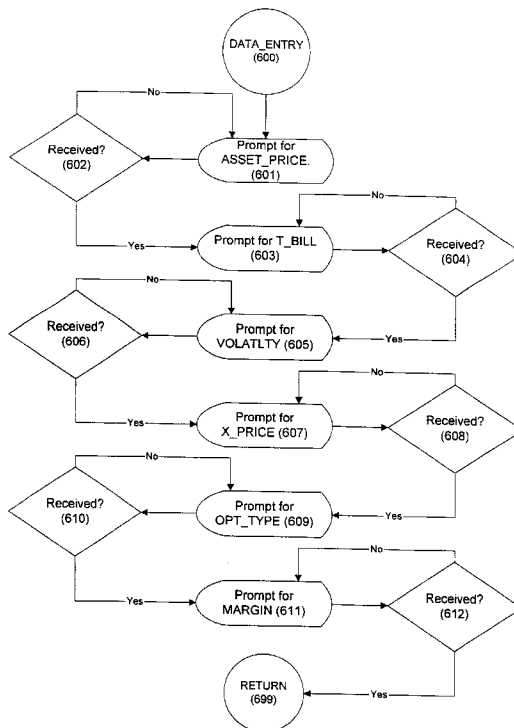 DATA_ENTRY
(600)
No
Received?
(602)
Prompt for
ASSET_PRICE.
(601)
No
Yes
Prompt for T_BILL
(603)
Received?
(604)
No
Received?
(606)
Prompt for
VOLATLTY (605)
Yes
No
Yes
Prompt for
X_PRICE (607)
Received?
(608)
No
Received?
(610)
Prompt for
OPT_TYPE (609)
Yes
No
Yes
Prompt for
MARGIN (611)
Received?
(612)
RETURN
(699)
Yes